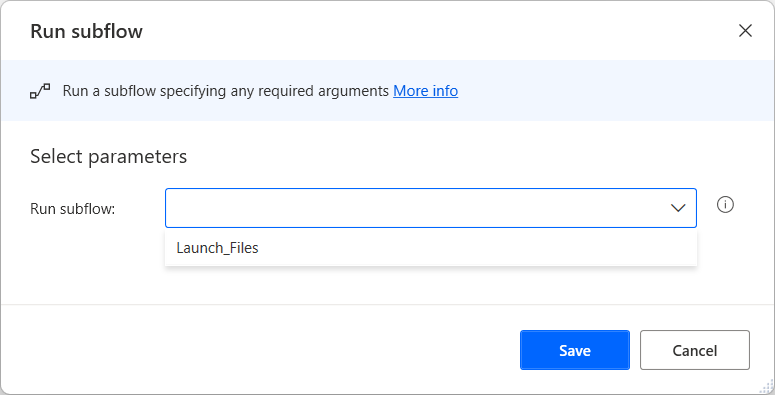 Run subflow
Run a subflow specifying any required arguments More info
Select parameters
Run subflow:
Launch_Files
Save
Cancel